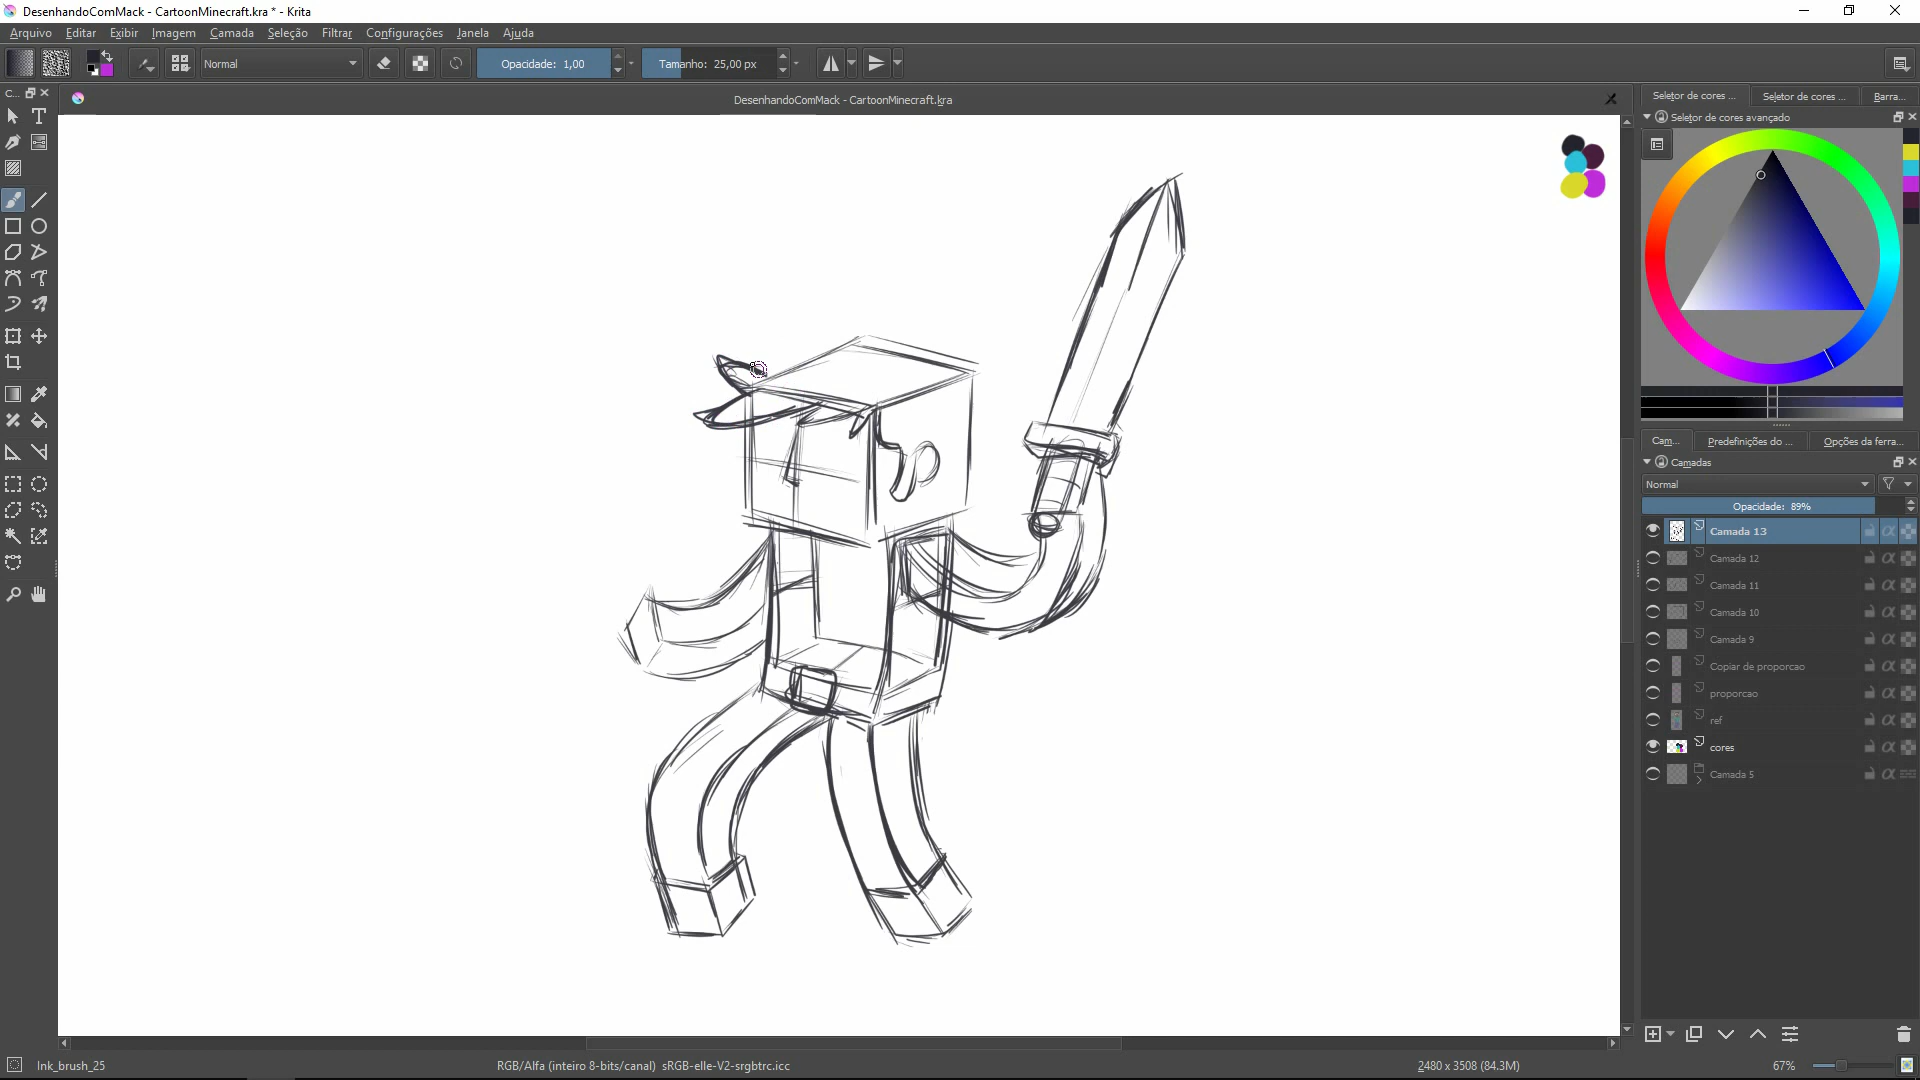 DesenhandoComMack - CartoonMinecraft.kra * - Krita
Arquivo Editar Exibir Imagem Camada Seleção Filtrar Configurações Janela Ajuda
Normal
Opacidade: 1,00
Tamanho: 25,00 px
C...
DesenhandoComMack - CartoonMinecraft.kra
Seletor de cores ...
Seletor de cores ...
Barra...
Seletor de cores avançado
Cam...
Predefinições do ...
Opções da ferra...
Camadas
Normal
Opacidade: 89%
Camada 13
Camada 12
Camada 11
Camada 10
Camada 9
Copiar de proporcao
proporcao
ref
cores
Camada 5
Ink_brush_25
RGB/Alfa (inteiro 8-bits/canal) sRGB-elle-V2-srgbtrc.icc
2480 x 3508 (84.3M)
67%